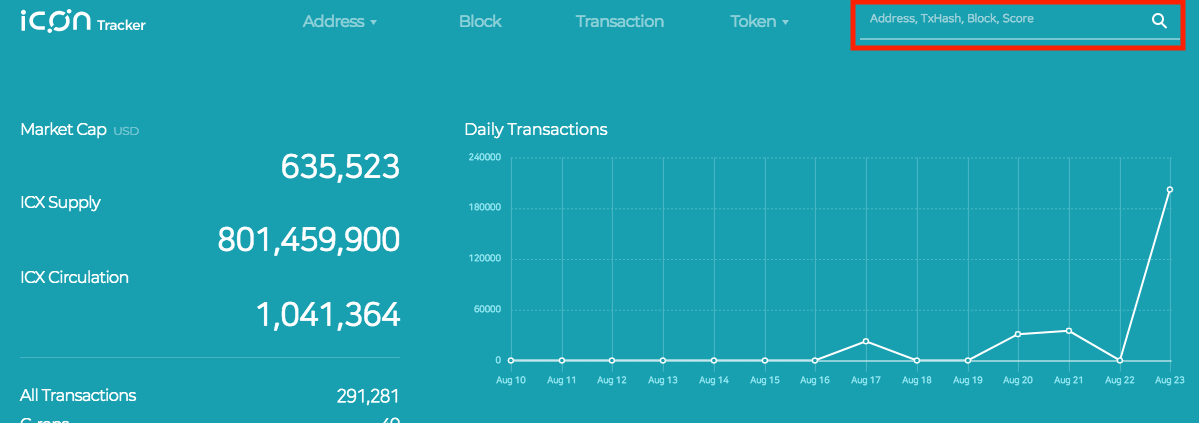 icon Tracker
Address Block Transaction Token
Address, TxHash, Block, Score
Market Cap USD
635,523
ICX Supply
801,459,900
ICX Circulation
1,041,364
All Transactions 291,281
Daily Transactions
240000
180000
120000
60000
0
Aug 10 Aug 11 Aug 12 Aug 13 Aug 14 Aug 15 Aug 16 Aug 17 Aug 18 Aug 19 Aug 20 Aug 21 Aug 22 Aug 23